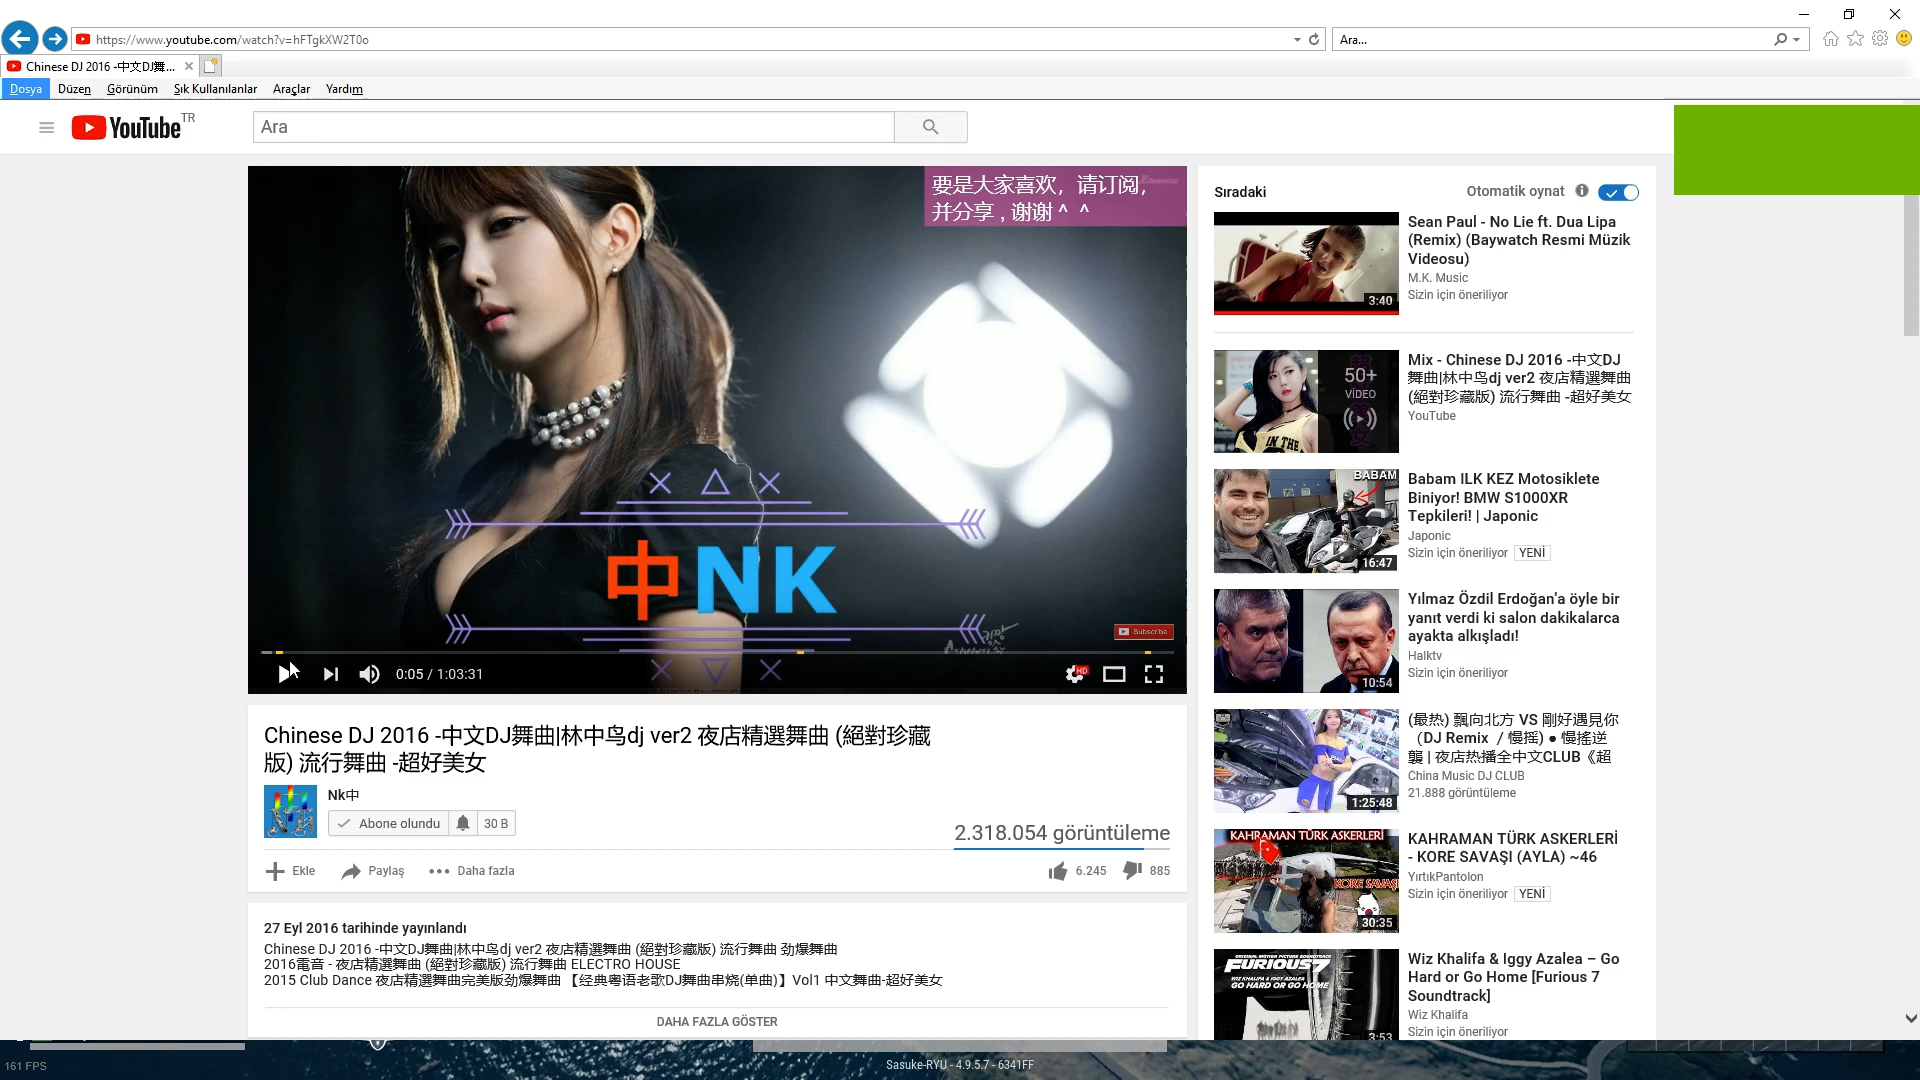 https://www.youtube.com/watch?v=hFTgkXW2T0o
Ara...
Chinese DJ 2016 -中文DJ舞...
Dosya Düzen Görünüm Sık Kullanılanlar Araçlar Yardım
YouTube TR
Ara
要是大家喜欢，请订阅，
并分享 , 谢谢 ^ ^
中NK
Subscribe
0:05 / 1:03:31
HD
Chinese DJ 2016 -中文DJ舞曲|林中鸟dj ver2 夜店精選舞曲 (絕對珍藏
版) 流行舞曲 -超好美女
Nk中
Abone olundu 30 B
2.318.054 görüntüleme
Ekle Paylaş Daha fazla 6.245 885
27 Eyl 2016 tarihinde yayınlandı
Chinese DJ 2016 -中文DJ舞曲|林中鸟dj ver2 夜店精選舞曲 (絕對珍藏版) 流行舞曲 劲爆舞曲
2016電音 - 夜店精選舞曲 (絕對珍藏版) 流行舞曲 ELECTRO HOUSE
2015 Club Dance 夜店精選舞曲完美版劲爆舞曲 【经典粤语老歌DJ舞曲串烧(单曲)】Vol1 中文舞曲-超好美女
DAHA FAZLA GÖSTER
Sıradaki
Otomatik oynat
3:40
Sean Paul - No Lie ft. Dua Lipa
(Remix) (Baywatch Resmi Müzik
Videosu)
M.K. Music
Sizin için öneriliyor
IN THE
50+
VİDEO
Mix - Chinese DJ 2016 -中文DJ
舞曲|林中鸟dj ver2 夜店精選舞曲
(絕對珍藏版) 流行舞曲 -超好美女
YouTube
BABAM
16:47
Babam ILK KEZ Motosiklete
Biniyor! BMW S1000XR
Tepkileri! | Japonic
Japonic
Sizin için öneriliyor YENİ
10:54
Yılmaz Özdil Erdoğan'a öyle bir
yanıt verdi ki salon dakikalarca
ayakta alkışladı!
Halktv
Sizin için öneriliyor
1:25:48
(最热) 飄向北方 VS 剛好遇見你
（DJ Remix ／慢摇) ● 慢搖逆
襲 | 夜店热播全中文CLUB《超
China Music DJ CLUB
21.888 görüntüleme
KAHRAMAN TÜRK ASKERLERİ
KORE SAVAŞI
30:35
KAHRAMAN TÜRK ASKERLERİ
- KORE SAVAŞI (AYLA) ~46
YırtıkPantolon
Sizin için öneriliyor YENİ
ORIGINAL MOTION PICTURE SOUNDTRACK
FURIOUS 7
GO HARD OR GO HOME
3:53
Wiz Khalifa & Iggy Azalea – Go
Hard or Go Home [Furious 7
Soundtrack]
Wiz Khalifa
Sizin için öneriliyor
161 FPS
Sasuke-RYU - 4.9.5.7 - 6341FF